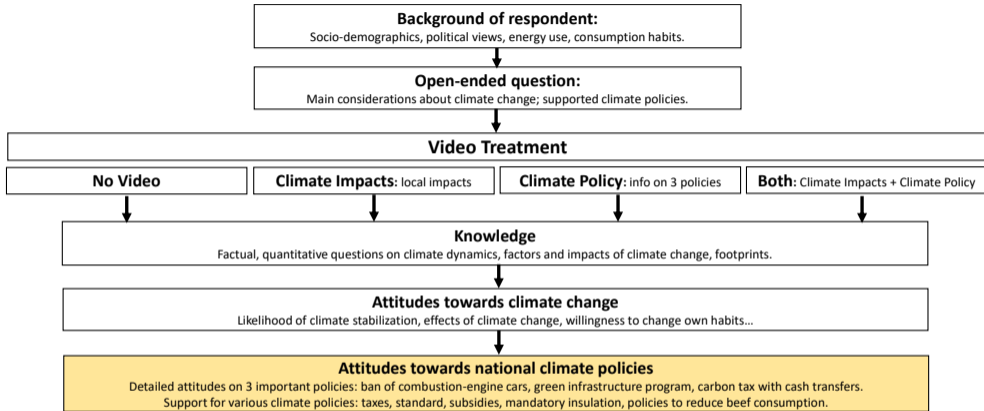 Background of respondent:
Socio-demographics, political views, energy use, consumption habits.
Open-ended question:
Main considerations about climate change; supported climate policies.
Video Treatment
No Video
Climate Impacts: local impacts
Climate Policy: info on 3 policies
Both: Climate Impacts + Climate Policy
Knowledge
Factual, quantitative questions on climate dynamics, factors and impacts of climate change, footprints.
Attitudes towards climate change
Likelihood of climate stabilization, effects of climate change, willingness to change own habits…
Attitudes towards national climate policies
Detailed attitudes on 3 important policies: ban of combustion-engine cars, green infrastructure program, carbon tax with cash transfers.
Support for various climate policies: taxes, standard, subsidies, mandatory insulation, policies to reduce beef consumption.